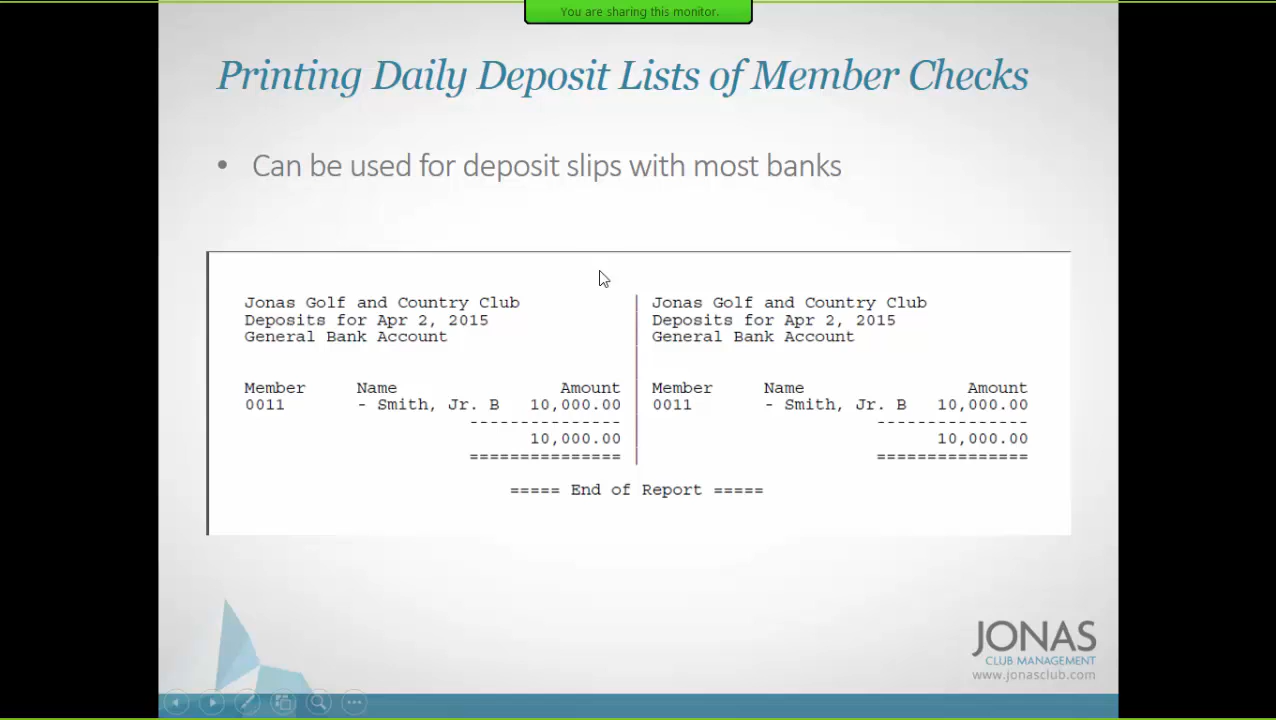 You are sharing this monitor.
Printing Daily Deposit Lists of Member Checks
• Can be used for deposit slips with most banks
Jonas Golf and Country Club
Deposits for Apr 2, 2015
General Bank Account
Member Name Amount
0011 - Smith, Jr. B 10,000.00
---------------
10,000.00
===============
Jonas Golf and Country Club
Deposits for Apr 2, 2015
General Bank Account
Member Name Amount
0011 - Smith, Jr. B 10,000.00
---------------
10,000.00
===============
===== End of Report =====
JONAS
CLUB MANAGEMENT
www.jonasclub.com